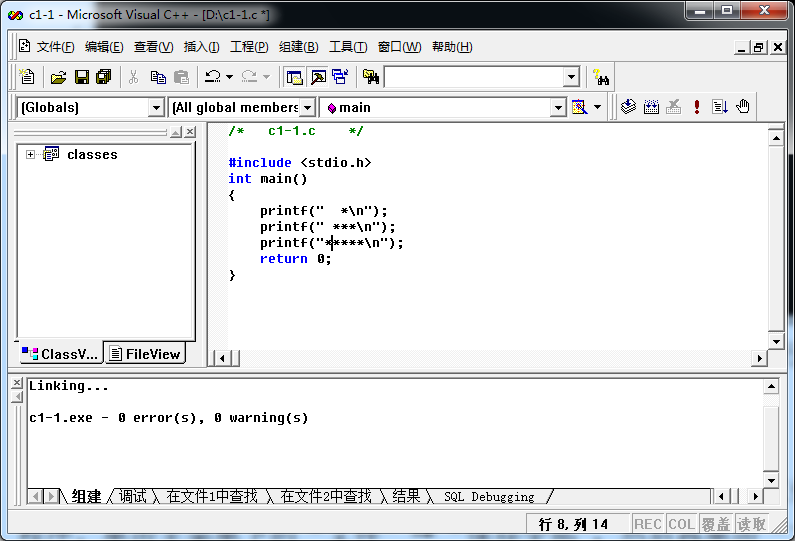 c1-1 - Microsoft Visual C++ - [D:\c1-1.c *]
文件(F) 编辑(E) 查看(V) 插入(I) 工程(P) 组建(B) 工具(T) 窗口(W) 帮助(H)
(Globals) (All global members main
classes
/*   c1-1.c    */
#include <stdio.h>
int main()
{
    printf("  *\n");
    printf(" ***\n");
    printf("*****\n");
    return 0;
}
ClassV... FileView
Linking...
c1-1.exe - 0 error(s), 0 warning(s)
组建 调试 在文件1中查找 在文件2中查找 结果 SQL Debugging
行 8, 列 14 REC COL 覆盖 读取